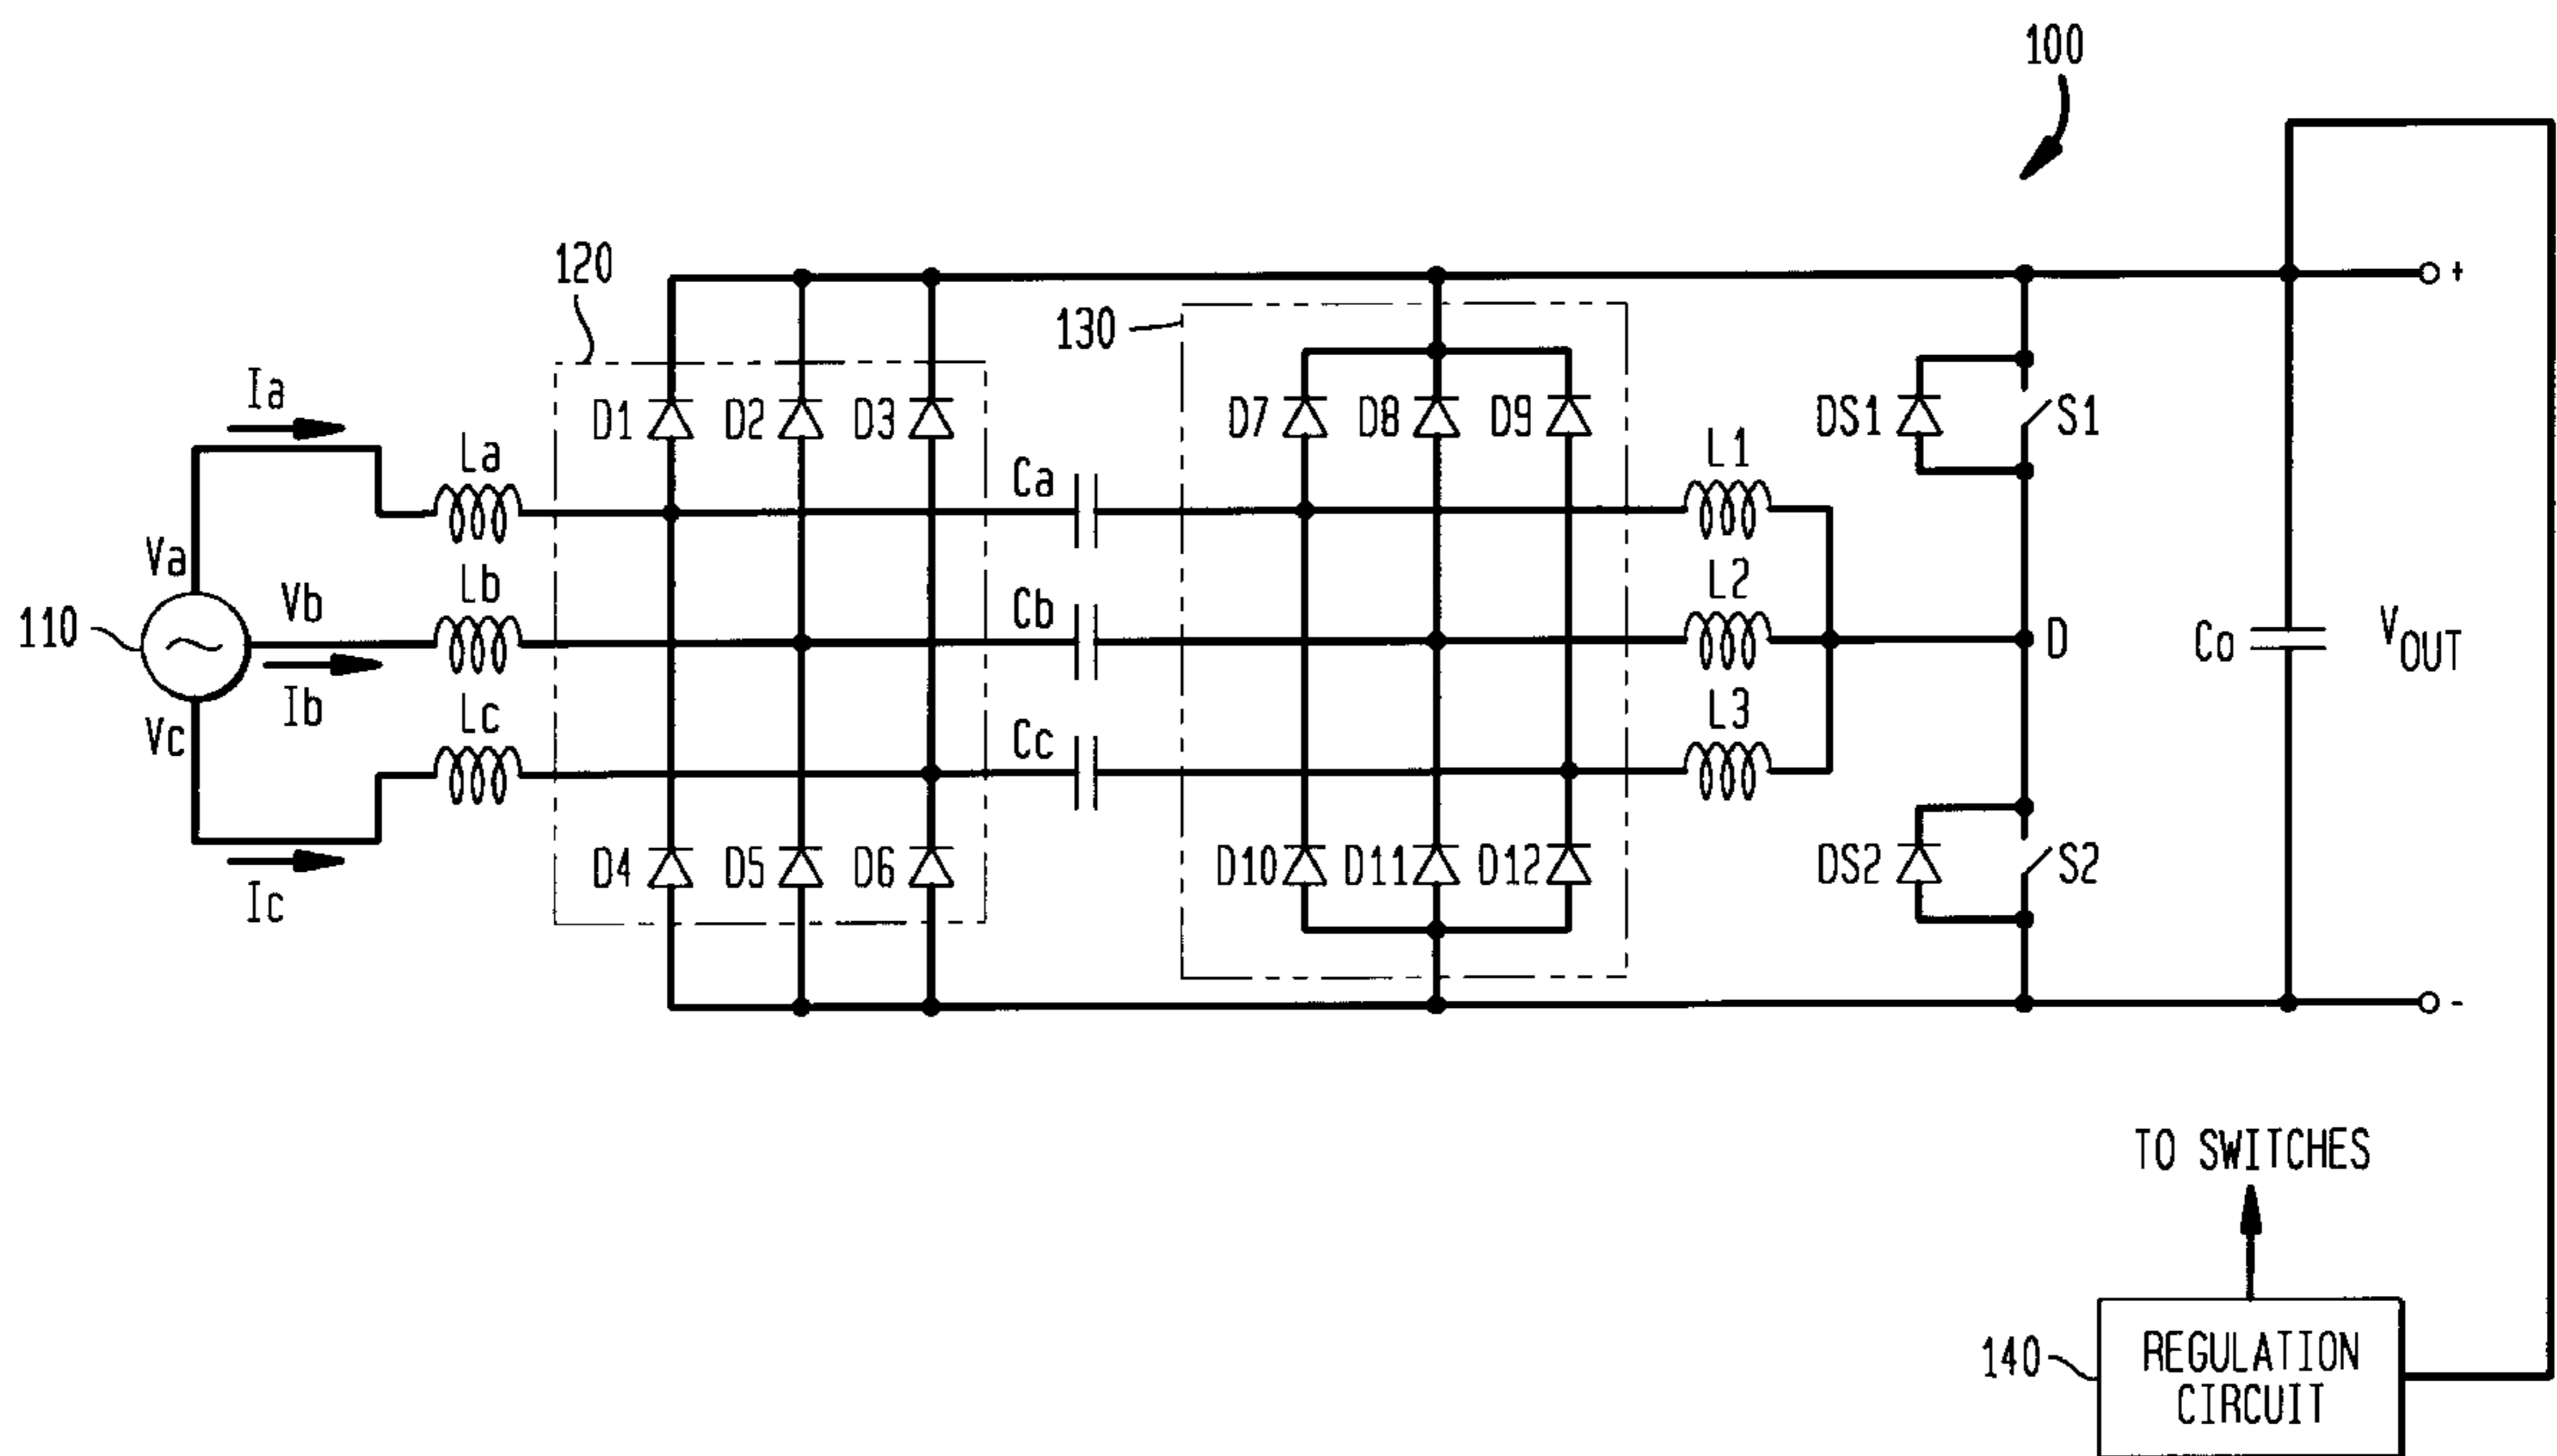 100
120
130
Ia
D1
D2
D3
D7
D8
D9
DS1
S1
La
Ca
L1
Va
Vb
Lb
Cb
L2
110
D
Co
VOUT
Ib
Lc
Vc
Cc
L3
D4
D5
D6
D10
D11
D12
DS2
S2
Ic
+
-
TO SWITCHES
140
REGULATION
CIRCUIT